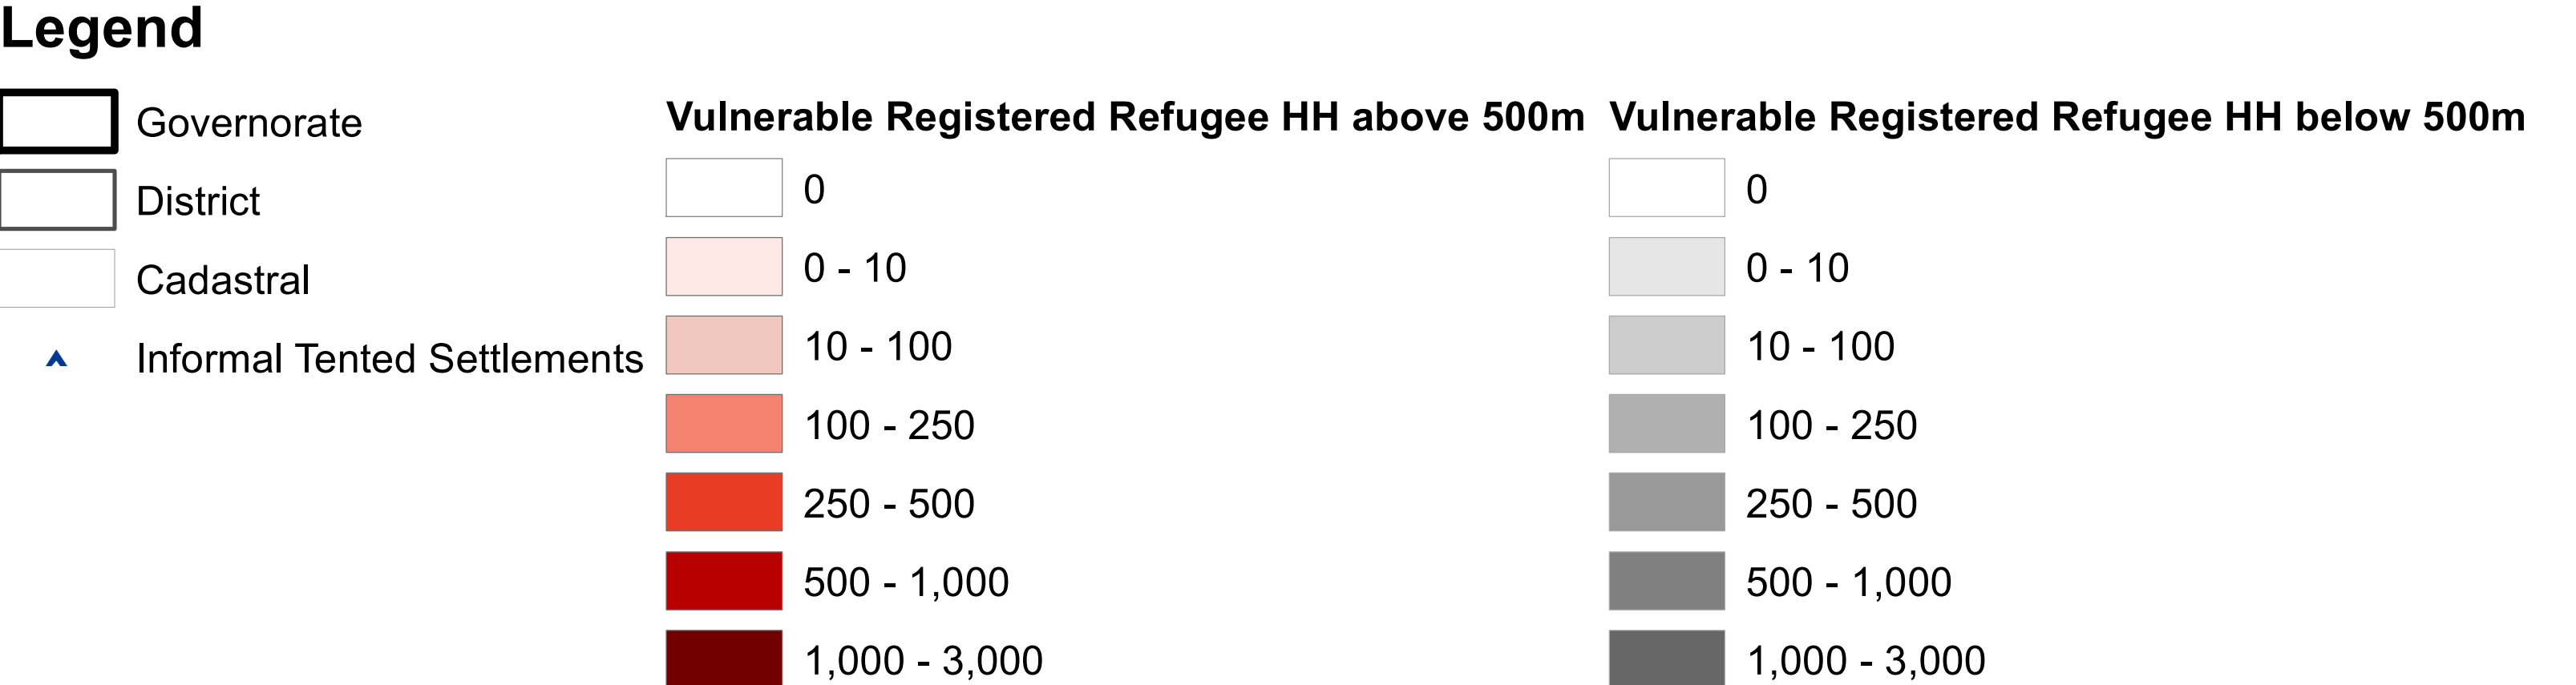 Legend
Governorate
District
Cadastral
Informal Tented Settlements
Vulnerable Registered Refugee HH above 500m
0
0 - 10
10 - 100
100 - 250
250 - 500
500 - 1,000
1,000 - 3,000
Vulnerable Registered Refugee HH below 500m
0
0 - 10
10 - 100
100 - 250
250 - 500
500 - 1,000
1,000 - 3,000